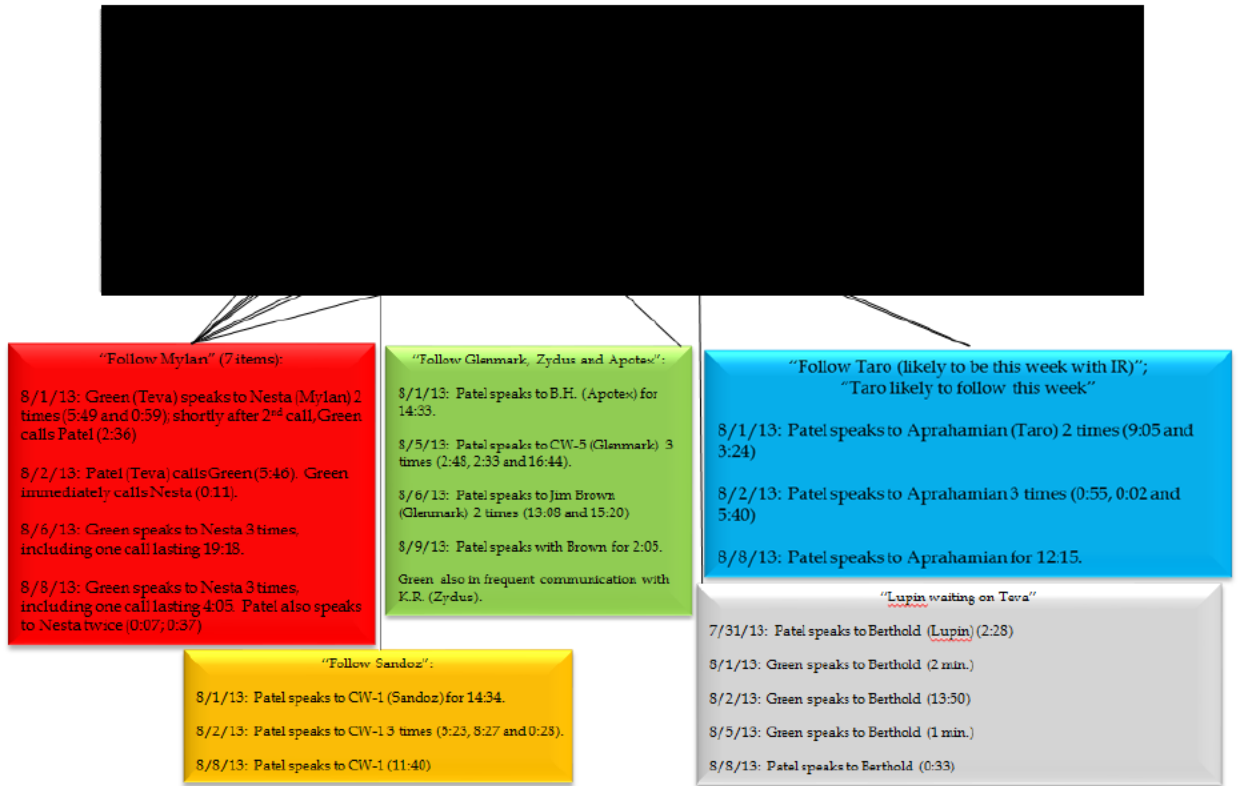 “Follow Mylan” (7 items):
8/1/13: Green (Teva) speaks to Nesta (Mylan) 2
times (5:49 and 0:59); shortly after 2nd call, Green
calls Patel (2:36)
8/2/13: Patel (Teva) calls Green (5:46). Green
immediately calls Nesta (0:11).
8/6/13: Green speaks to Nesta 3 times,
including one call lasting 19:18.
8/8/13: Green speaks to Nesta 3 times,
including one call lasting 4:05. Patel also speaks
to Nesta twice (0:07; 0:37)
“Follow Glenmark, Zydus and Apotex”:
8/1/13: Patel speaks to B.H. (Apotex) for
14:33.
8/5/13: Patel speaks to CW-5 (Glenmark) 3
times (2:48, 2:33 and 16:44).
8/6/13: Patel speaks to Jim Brown
(Glenmark) 2 times (13:08 and 15:20)
8/9/13: Patel speaks with Brown for 2:05.
Green also in frequent communication with
K.R. (Zydus).
“Follow Taro (likely to be this week with IR)”;
“Taro likely to follow this week”
8/1/13: Patel speaks to Aprahamian (Taro) 2 times (9:05 and
3:24)
8/2/13: Patel speaks to Aprahamian 3 times (0:55, 0:02 and
5:40)
8/8/13: Patel speaks to Aprahamian for 12:15.
“Follow Sandoz”:
8/1/13: Patel speaks to CW-1 (Sandoz) for 14:34.
8/2/13: Patel speaks to CW-1 3 times (5:23, 8:27 and 0:28).
8/8/13: Patel speaks to CW-1 (11:40)
“Lupin waiting on Teva”
7/31/13: Patel speaks to Berthold (Lupin) (2:28)
8/1/13: Green speaks to Berthold (2 min.)
8/2/13: Green speaks to Berthold (13:50)
8/5/13: Green speaks to Berthold (1 min.)
8/8/13: Patel speaks to Berthold (0:33)